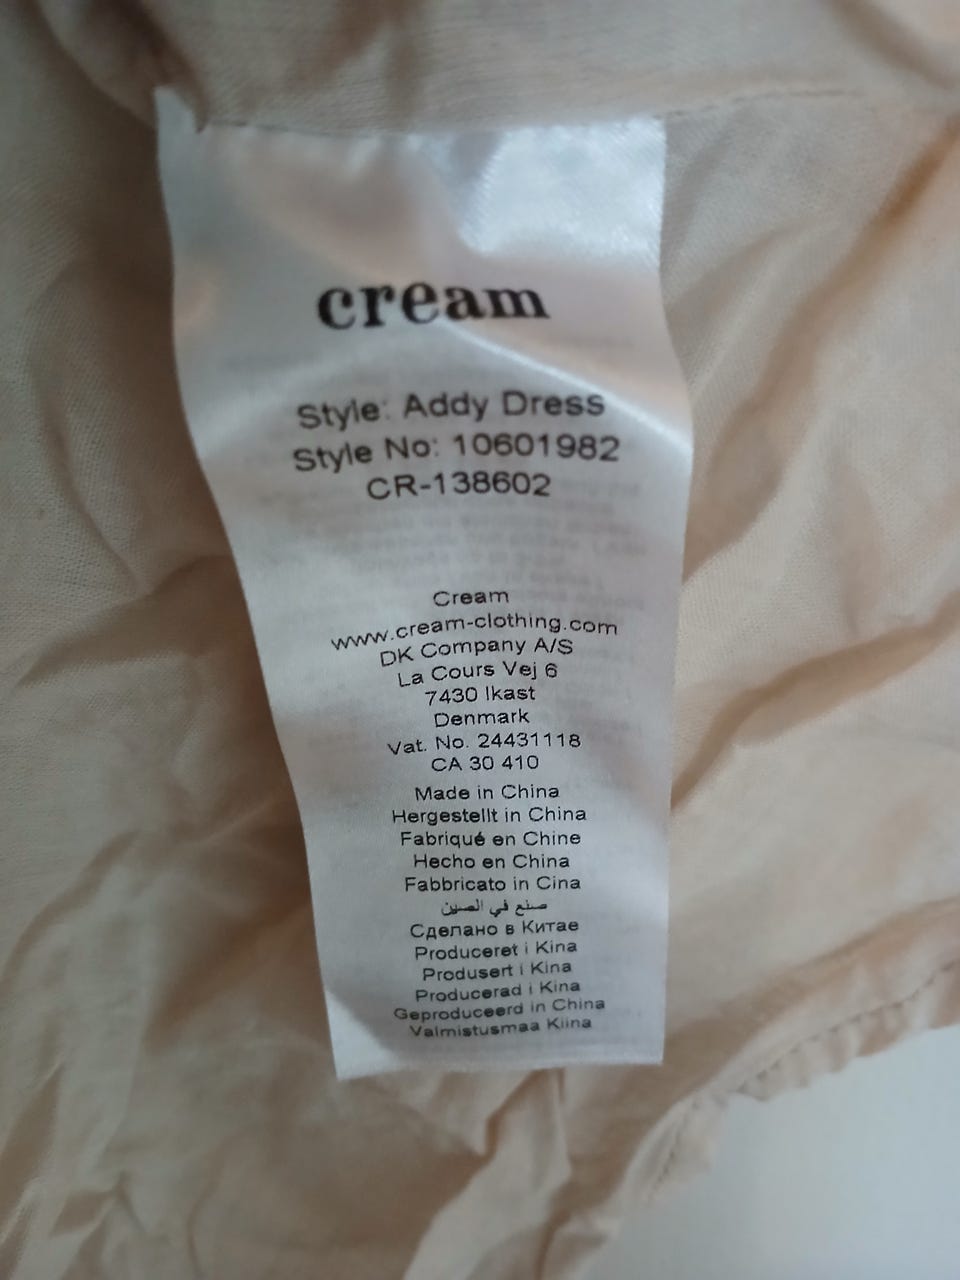 cream
Style: Addy Dress
Style No: 10601982
CR-138602
Cream
www.cream-clothing.com
DK Company A/S
La Cours Vej 6
7430 Ikast
Denmark
Vat. No. 24431118
CA 30 410
Made in China
Hergestellt in China
Fabriqué en Chine
Hecho en China
Fabbricato in Cina
صنع في الصين
Сделано в Китае
Produceret i Kina
Produsert i Kina
Producerad i Kina
Geproduceerd in China
Valmistusmaa Kiina